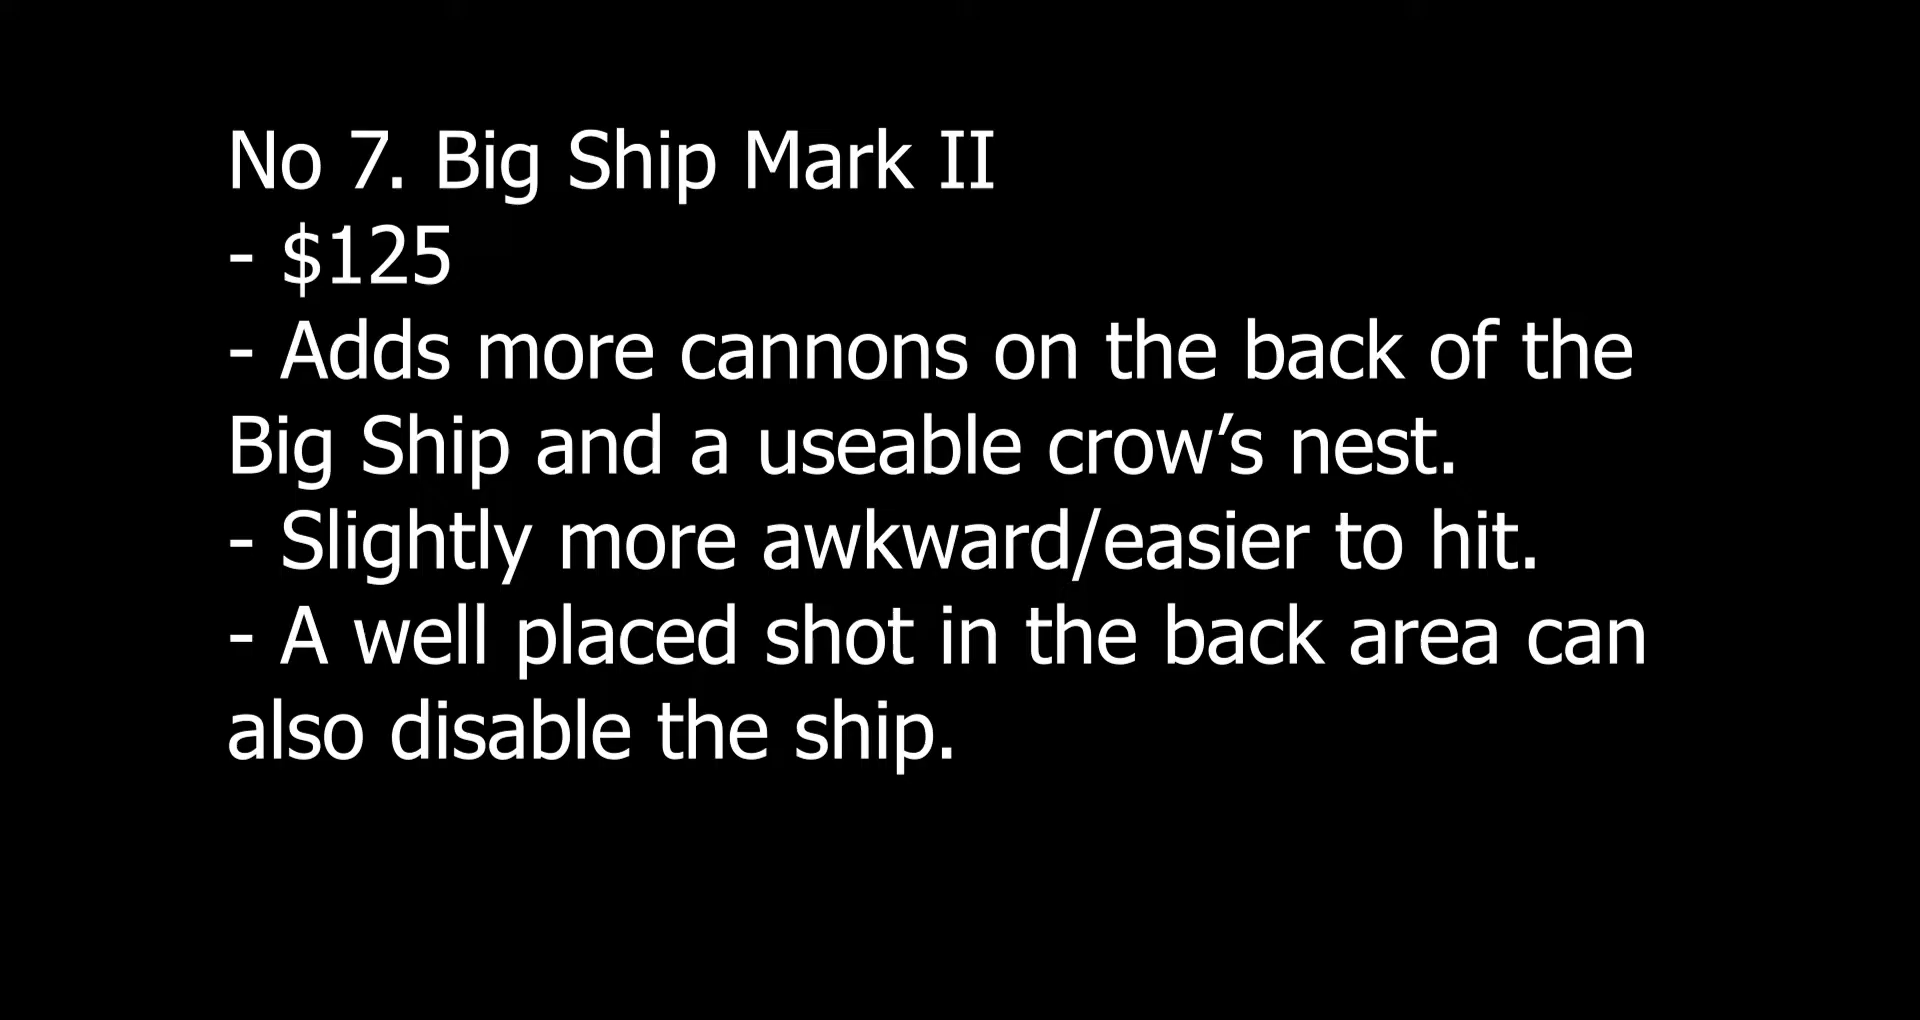 No 7. Big Ship Mark II
- $125
- Adds more cannons on the back of the
Big Ship and a useable crow’s nest.
- Slightly more awkward/easier to hit.
- A well placed shot in the back area can
also disable the ship.